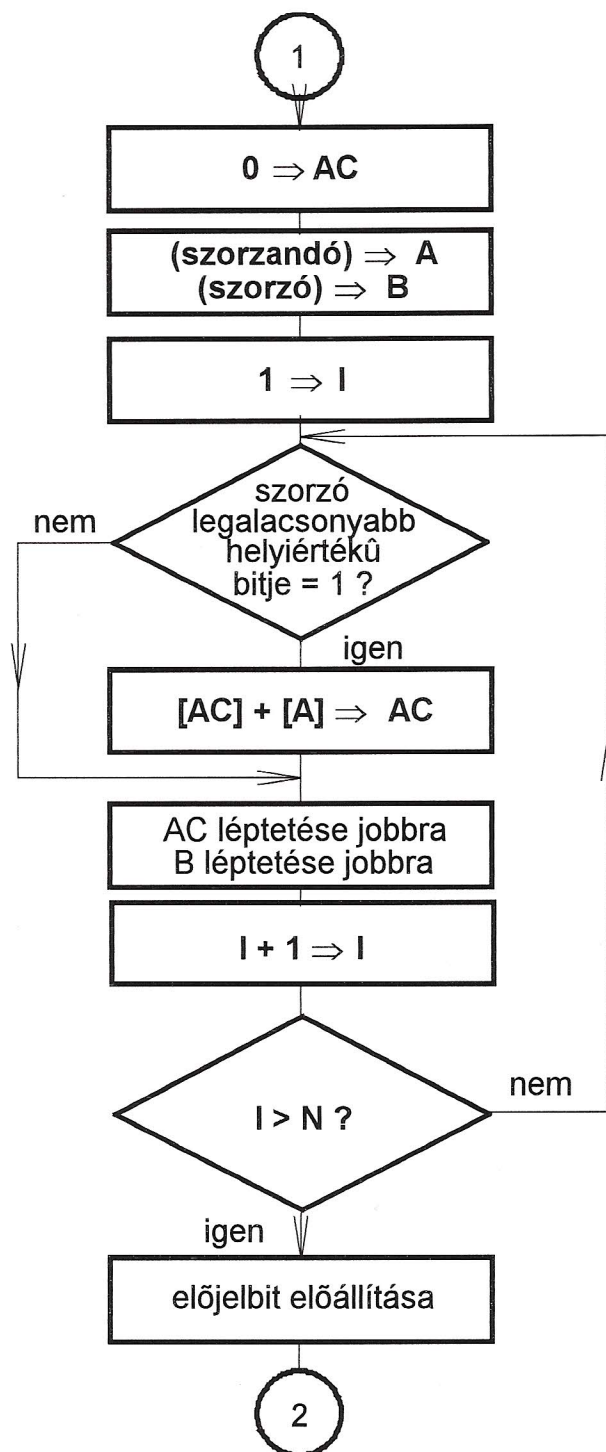 1
0 ⇒ AC
(szorzandó) ⇒ A
(szorzó) ⇒ B
1 ⇒ I
szorzó
legalacsonyabb
helyiértékû
bitje = 1 ?
nem
igen
[AC] + [A] ⇒ AC
AC léptetése jobbra
B léptetése jobbra
I + 1 ⇒ I
I > N ?
nem
igen
elõjelbit elõállítása
2